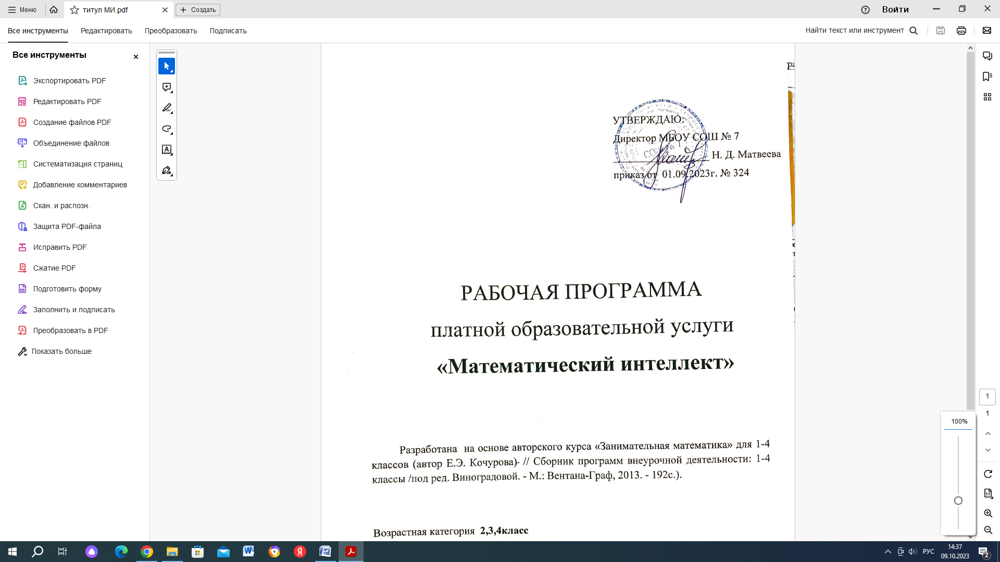 Меню
титул МИ.pdf
Создать
Войти
Все инструменты
Редактировать
Преобразовать
Подписать
Найти текст или инструмент
Все инструменты
Экспортировать PDF
Редактировать PDF
Создание файлов PDF
Объединение файлов
Систематизация страниц
Добавление комментариев
Скан. и распозн.
Защита PDF-файла
Исправить PDF
Сжатие PDF
Подготовить форму
Заполнить и подписать
Преобразовать в PDF
Показать больше
УТВЕРЖДАЮ:
Директор МБОУ СОШ № 7
Н. Д. Матвеева
приказ от 01.09.2023г. № 324
РАБОЧАЯ ПРОГРАММА
платной образовательной услуги
«Математический интеллект»
Разработана на основе авторского курса «Занимательная математика» для 1-4
классов (автор Е.Э. Кочурова)- // Сборник программ внеурочной деятельности: 1-4
классы /под ред. Виноградовой. - М.: Вентана-Граф, 2013. - 192с.).
Возрастная категория 2,3,4класс
1
1
100%
РУС
14:37
09.10.2023
2